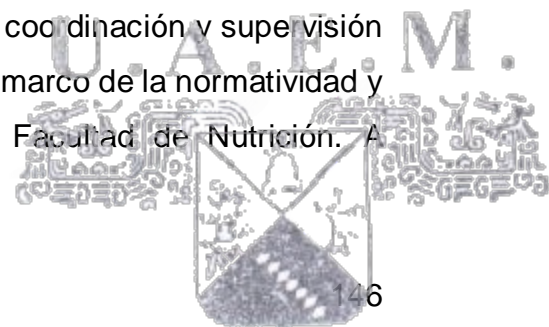 U.A.E.M.
coordinación y supervisión
marco de la normatividad y
Facultad de Nutrición. A
146